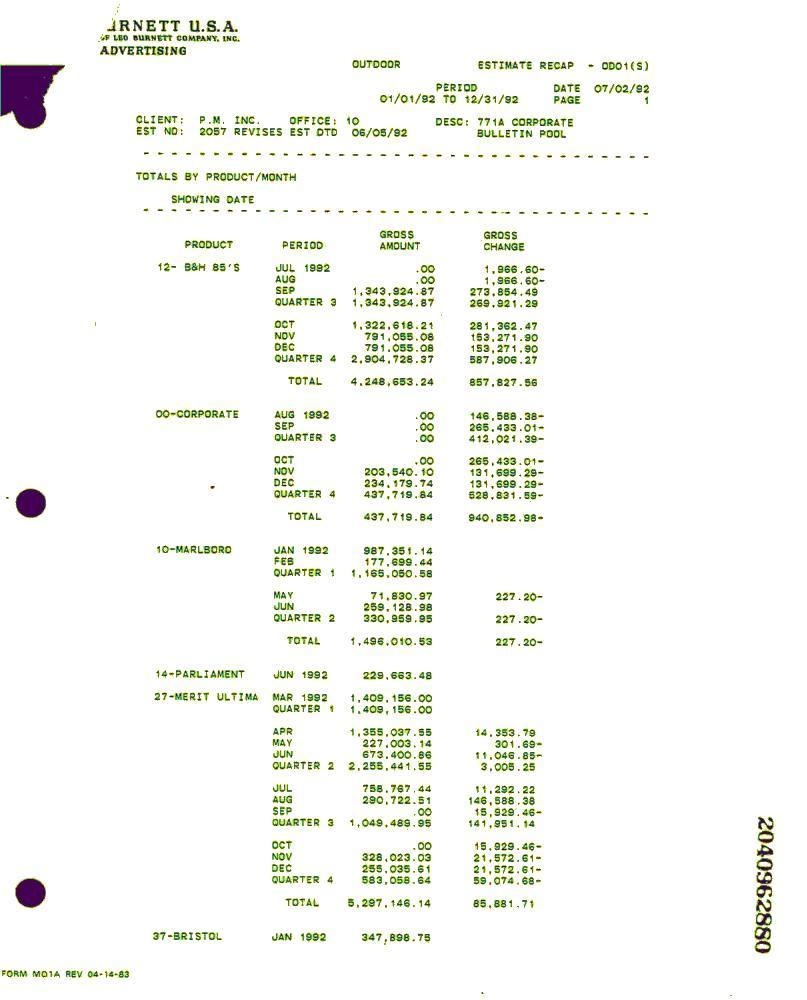 JRNETT U.S.A.
OF LEO BURNETT COMPANY, INC.
ADVERTISING
OUTDOOR ESTIMATE RECAP - OD01(S)
PERIOD DATE 07/02/92
01/01/92 TO 12/31/92 PAGE 1
CLIENT: P.M. INC. OFFICE: 10 DESC: 771A CORPORATE
EST NO: 2057 REVISES EST DTD 06/05/92 BULLETIN POOL
TOTALS BY PRODUCT/MONTH
SHOWING DATE
GROSS GROSS
PRODUCT PERIOD AMOUNT CHANGE
12- B&H 85'S JUL 1992 .00 1,966.60-
AUG .00 1,966.60-
SEP 1,343,924.87 273,854.49
QUARTER 3 1,343,924.87 269,921.29
OCT 1,322,618.21 281,362.47
NOV 791,055.08 153,271.90
DEC 791,055.08 153,271.90
QUARTER 4 2,904,728.37 587,906.27
TOTAL 4,248,653.24 857,827.56
00-CORPORATE AUG 1992 .00 146,588.38-
SEP .00 265,433.01-
QUARTER 3 .00 412,021.39-
OCT .00 265,433.01-
NOV 203,540.10 131,699.29-
DEC 234,179.74 131,699.29-
QUARTER 4 437,719.84 528,831.59-
TOTAL 437,719.84 940,852.98-
10-MARLBORO JAN 1992 987,351.14
FEB 177,699.44
QUARTER 1 1,165,050.58
MAY 71,830.97 227.20-
JUN 259,128.98
QUARTER 2 330,959.95 227.20-
TOTAL 1,496,010.53 227.20-
14-PARLIAMENT JUN 1992 229,663.48
27-MERIT ULTIMA MAR 1992 1,409,156.00
QUARTER 1 1,409,156.00
APR 1,355,037.55 14,353.79
MAY 227,003.14 301.69-
JUN 673,400.86 11,046.85-
QUARTER 2 2,255,441.55 3,005.25
JUL 758,767.44 11,292.22
AUG 290,722.51 146,588.38
SEP .00 15,929.46-
QUARTER 3 1,049,489.95 141,951.14
OCT .00 15,929.46-
NOV 328,023.03 21,572.61-
DEC 255,035.61 21,572.61-
QUARTER 4 583,058.64 59,074.68-
TOTAL 5,297,146.14 85,881.71
37-BRISTOL JAN 1992 347,898.75
FORM M01A REV 04-14-83
2040962880